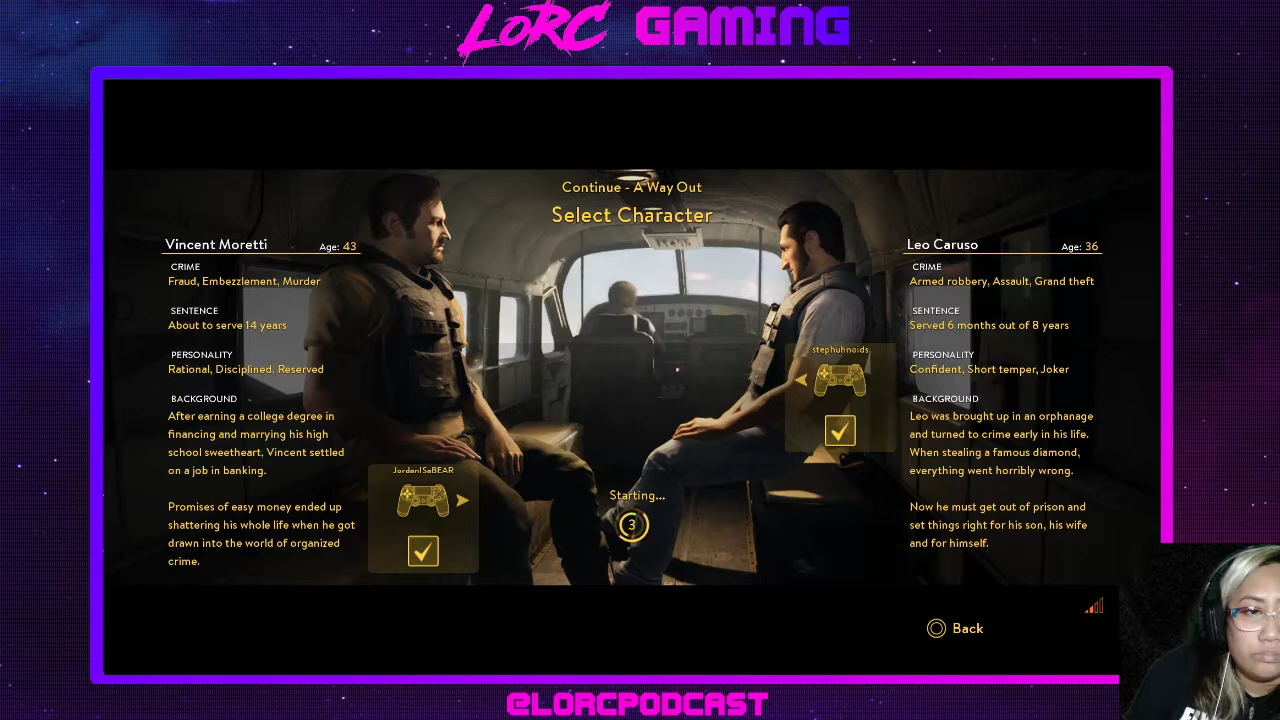 LORC GAMING
Continue - A Way Out
Select Character
Vincent Moretti Age: 43
CRIME
Fraud, Embezzlement, Murder
SENTENCE
About to serve 14 years
PERSONALITY
Rational, Disciplined, Reserved
BACKGROUND
After earning a college degree in
financing and marrying his high
school sweetheart, Vincent settled
on a job in banking.
Promises of easy money ended up
shattering his whole life when he got
drawn into the world of organized
crime.
JordanISaBEAR
Starting...
3
stephuhnoids
Leo Caruso Age: 36
CRIME
Armed robbery, Assault, Grand theft
SENTENCE
Served 6 months out of 8 years
PERSONALITY
Confident, Short temper, Joker
BACKGROUND
Leo was brought up in an orphanage
and turned to crime early in his life.
When stealing a famous diamond,
everything went horribly wrong.
Now he must get out of prison and
set things right for his son, his wife
and for himself.
Back
@LORCPODCAST